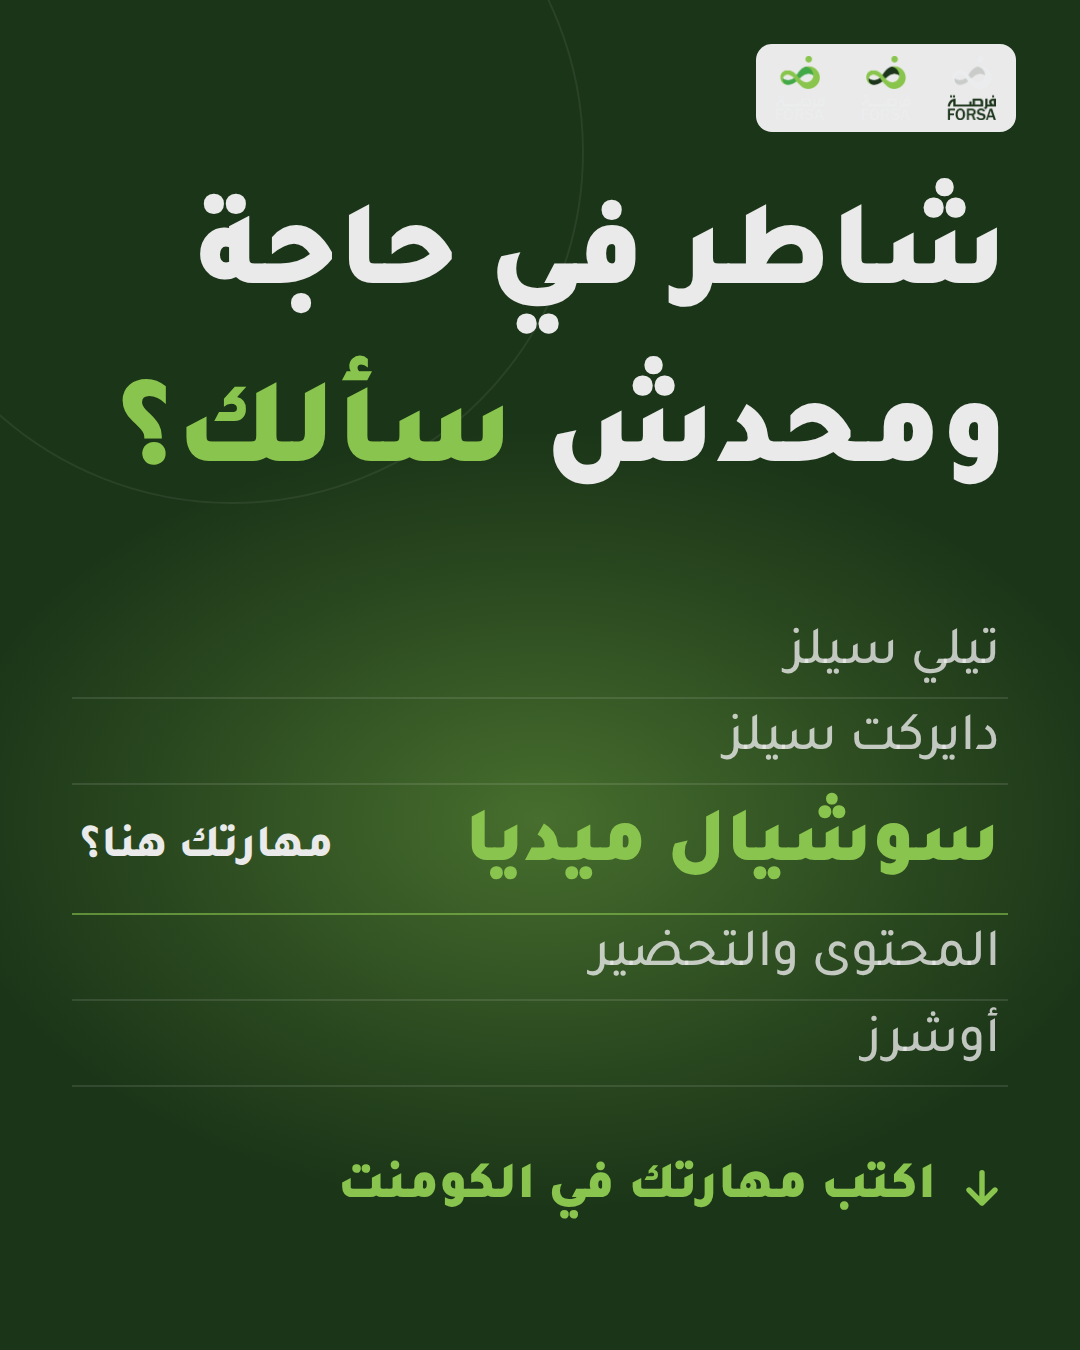 فرصة
FORSA
شاطر في حاجة
ومحدش سألك؟
تيلي سيلز
دايركت سيلز
سوشيال ميديا
مهارتك هنا؟
المحتوى والتحضير
أوشرز
↓ اكتب مهارتك في الكومنت